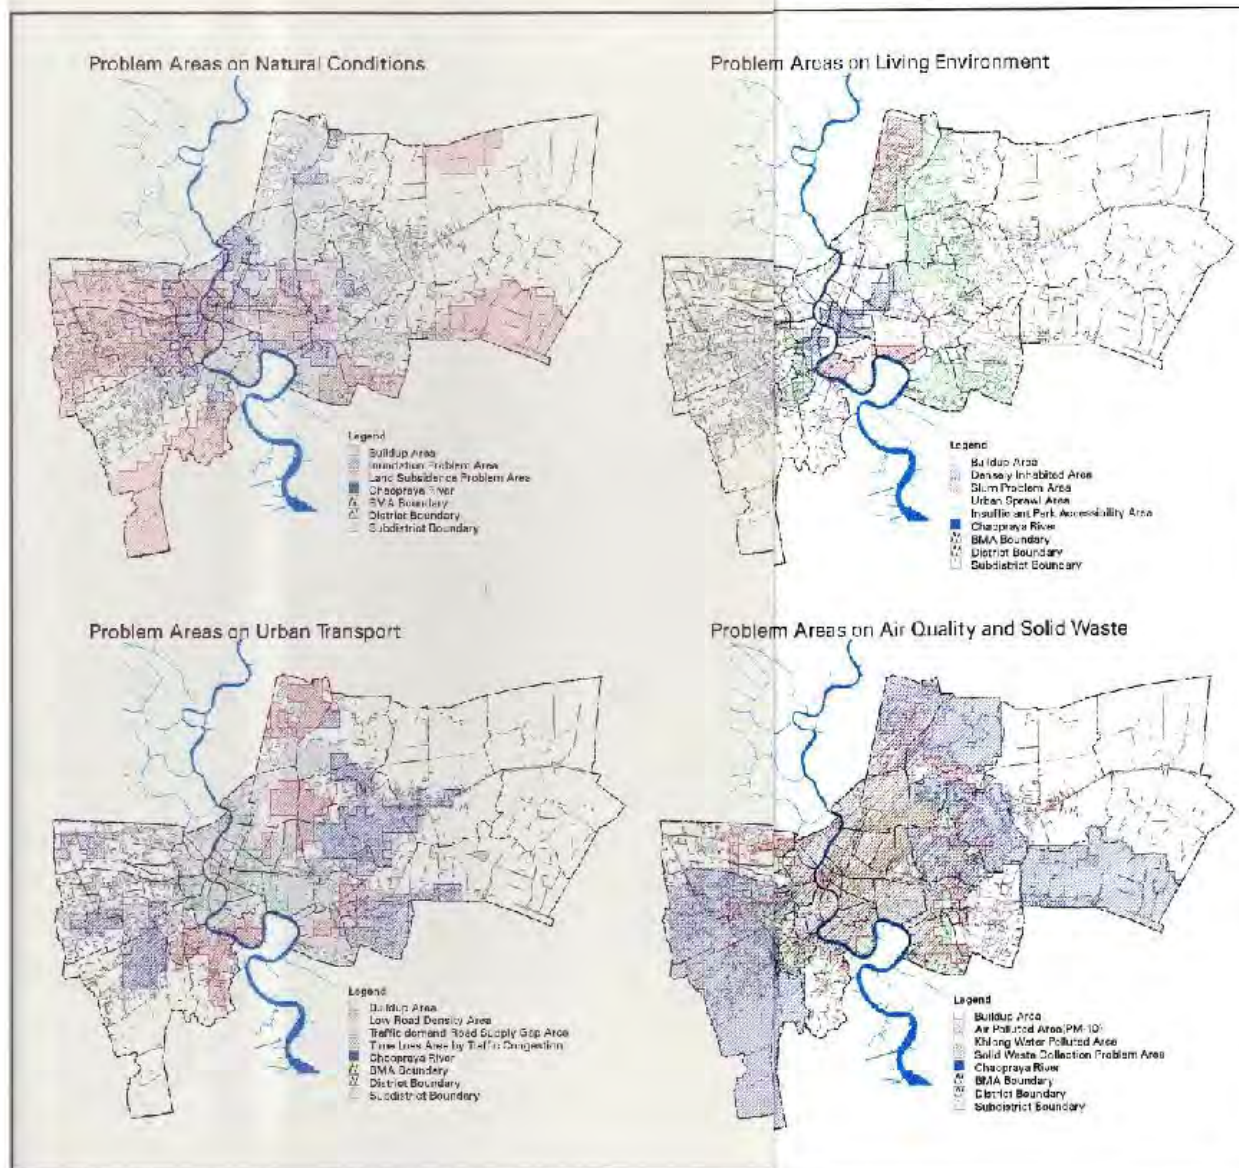 Problem Areas on Natural Conditions
Legend
Buildup Area
Inundation Problem Area
Land Subsidence Problem Area
Chaopraya River
BMA Boundary
District Boundary
Subdistrict Boundary
Problem Areas on Living Environment
Legend
Buildup Area
Densely Inhabited Area
Slum Problem Area
Urban Sprawl Area
Insufficient Park Accessibility Area
Chaopraya River
BMA Boundary
District Boundary
Subdistrict Boundary
Problem Areas on Urban Transport
Legend
Buildup Area
Low Road Density Area
Traffic demand Road Supply Gap Area
Time Loss Area by Traffic Congestion
Chaopraya River
BMA Boundary
District Boundary
Subdistrict Boundary
Problem Areas on Air Quality and Solid Waste
Legend
Buildup Area
Air Polluted Area(PM-10)
Khlong Water Polluted Area
Solid Waste Collection Problem Area
Chaopraya River
BMA Boundary
District Boundary
Subdistrict Boundary